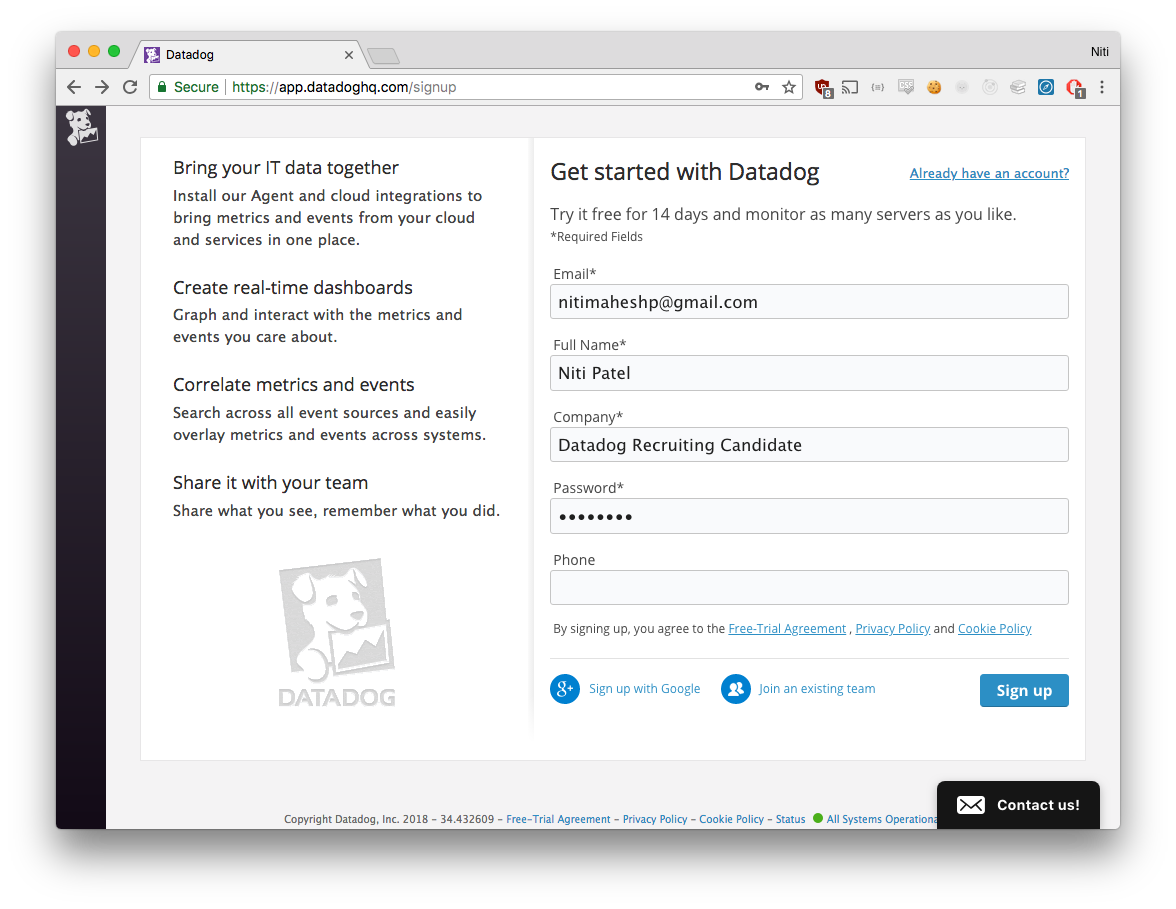 Datadog
Niti
Secure
https://app.datadoghq.com/signup
8
CSS
1
Bring your IT data together
Install our Agent and cloud integrations to
bring metrics and events from your cloud
and services in one place.
Create real-time dashboards
Graph and interact with the metrics and
events you care about.
Correlate metrics and events
Search across all event sources and easily
overlay metrics and events across systems.
Share it with your team
Share what you see, remember what you did.
DATADOG
Get started with Datadog
Already have an account?
Try it free for 14 days and monitor as many servers as you like.
*Required Fields
Email*
nitimaheshp@gmail.com
Full Name*
Niti Patel
Company*
Datadog Recruiting Candidate
Password*
••••••••
Phone
By signing up, you agree to the Free-Trial Agreement , Privacy Policy and Cookie Policy
g+ Sign up with Google
Join an existing team
Sign up
Contact us!
Copyright Datadog, Inc. 2018 – 34.432609 – Free-Trial Agreement – Privacy Policy – Cookie Policy – Status All Systems Operationa